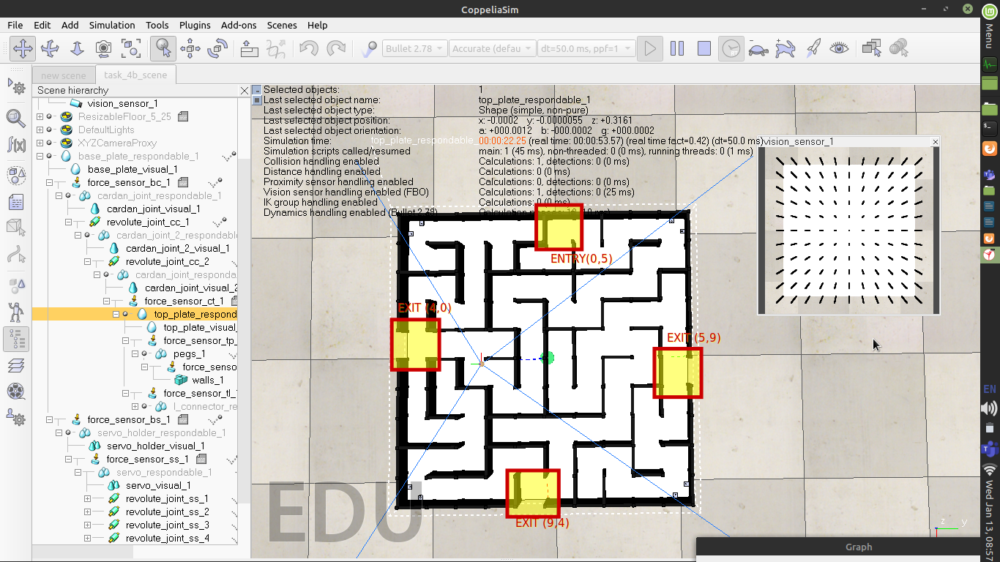 CoppeliaSim
File Edit Add Simulation Tools Plugins Add-ons Scenes Help
Menu
Bullet 2.78 Accurate (defau dt=50.0 ms, ppf=1
new scene task_4b_scene
Scene hierarchy
vision_sensor_1
ResizableFloor_5_25
DefaultLights
XYZCameraProxy
base_plate_respondable_1
base_plate_visual_1
force_sensor_bc_1
cardan_joint_respondable_1
cardan_joint_visual_1
revolute_joint_cc_1
cardan_joint_2_respondabl
cardan_joint_2_visual_1
revolute_joint_cc_2
cardan_joint_responda
cardan_joint_visual_2
force_sensor_ct_1
top_plate_respond
top_plate_visual_
force_sensor_tp_
pegs_1
force_senso
walls_1
force_sensor_tl_
l_connector_re
force_sensor_bs_1
servo_holder_respondable_1
servo_holder_visual_1
force_sensor_ss_1
servo_respondable_1
servo_visual_1
revolute_joint_ss_1
revolute_joint_ss_2
revolute_joint_ss_3
revolute_joint_ss_4
Selected objects: 1
Last selected object name: top_plate_respondable_1
Last selected object type: Shape (simple, non-pure)
Last selected object position: x: -0.0002 y: -0.0000055 z: +0.3161
Last selected object orientation: a: +000.0012 b: -000.0002 g: +000.0002
Simulation time: top_plate_respondable_ 00:00:22.25 (real time: 00:00:53.57) (real time fact=0.42) (dt=50.0 ms)
Simulation scripts called/resumed main: 1 (45 ms), non-threaded: 0 (0 ms), running threads: 0 (1 ms)
Collision handling enabled Calculations: 1, detections: 0 (0 ms)
Distance handling enabled Calculations: 0 (0 ms)
Proximity sensor handling enabled Calculations: 0, detections: 0 (0 ms)
Vision sensor handling enabled (FBO) Calculations: 1, detections: 0 (25 ms)
IK group handling enabled Calculations: 0 (0 ms)
Dynamics handling enabled (Bullet 2.78)
vision_sensor_1
ENTRY(0,5)
EXIT (4,0)
EXIT (5,9)
EXIT (9,4)
EDU
z y
Graph
EN
Wed Jan 13, 08:57